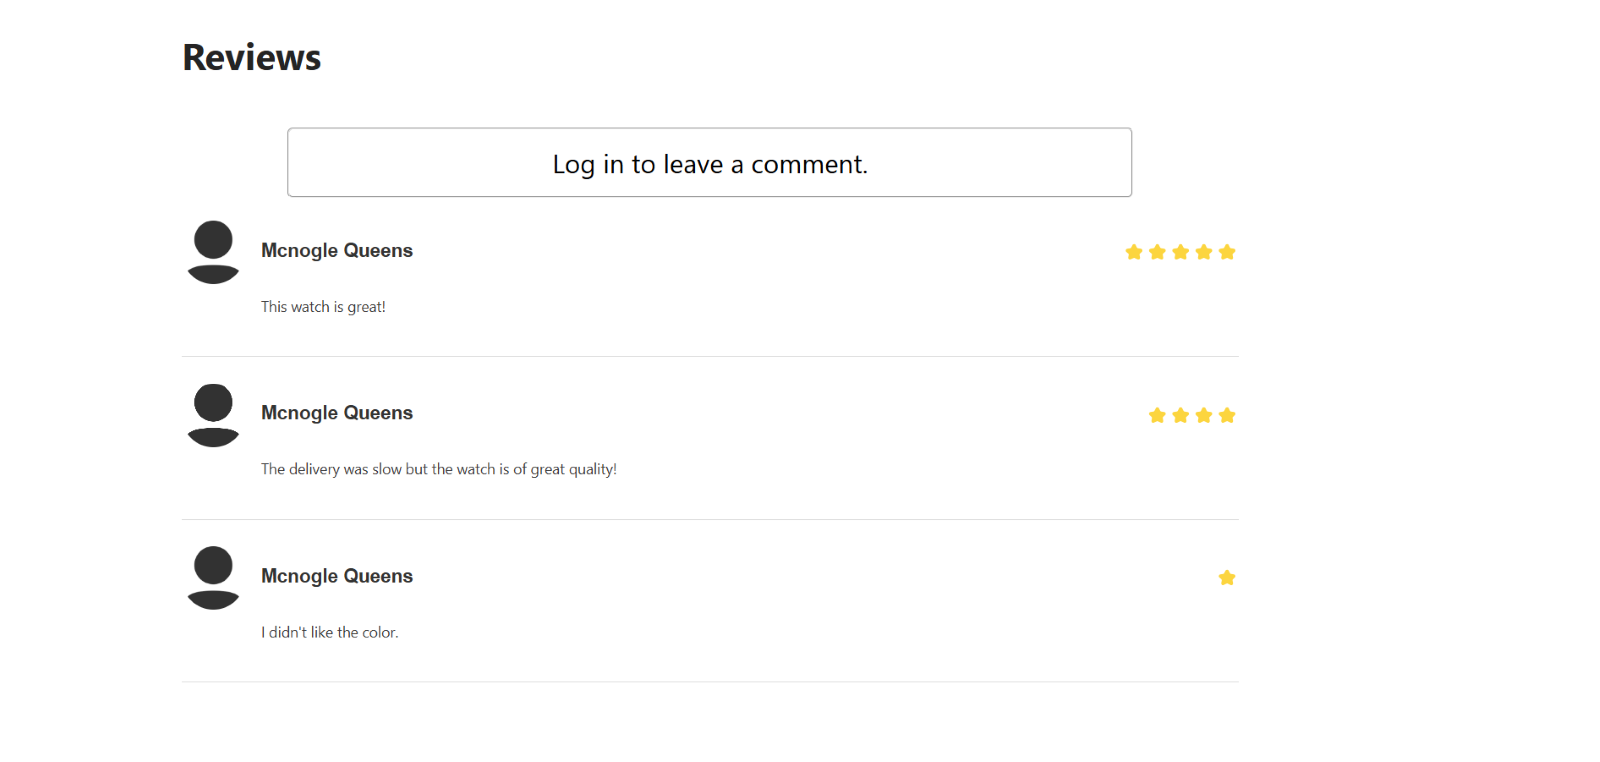 Reviews
Log in to leave a comment.
Mcnogle Queens
This watch is great!
Mcnogle Queens
The delivery was slow but the watch is of great quality!
Mcnogle Queens
I didn't like the color.